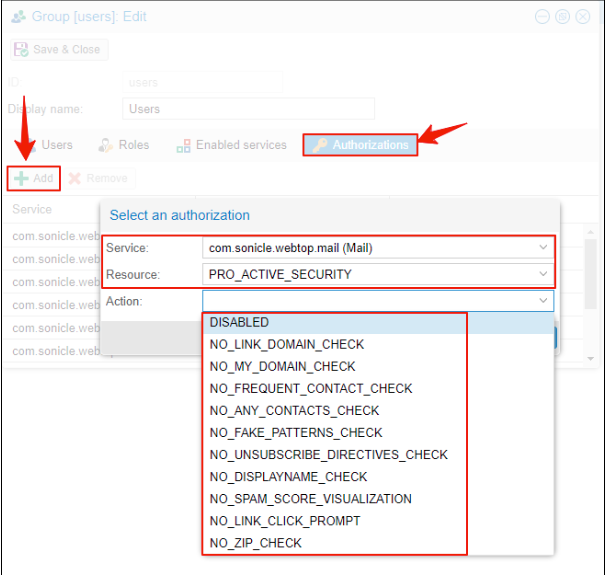 Group [users]: Edit
Save & Close
ID:
users
Display name:
Users
Users
Roles
Enabled services
Authorizations
Add
Remove
Service
Select an authorization
com.sonicle.web
Service:
com.sonicle.webtop.mail (Mail)
com.sonicle.web
Resource:
PRO_ACTIVE_SECURITY
com.sonicle.web
Action:
com.sonicle.web
DISABLED
com.sonicle.web
NO_LINK_DOMAIN_CHECK
com.sonicle.web
NO_MY_DOMAIN_CHECK
NO_FREQUENT_CONTACT_CHECK
NO_ANY_CONTACTS_CHECK
NO_FAKE_PATTERNS_CHECK
NO_UNSUBSCRIBE_DIRECTIVES_CHECK
NO_DISPLAYNAME_CHECK
NO_SPAM_SCORE_VISUALIZATION
NO_LINK_CLICK_PROMPT
NO_ZIP_CHECK